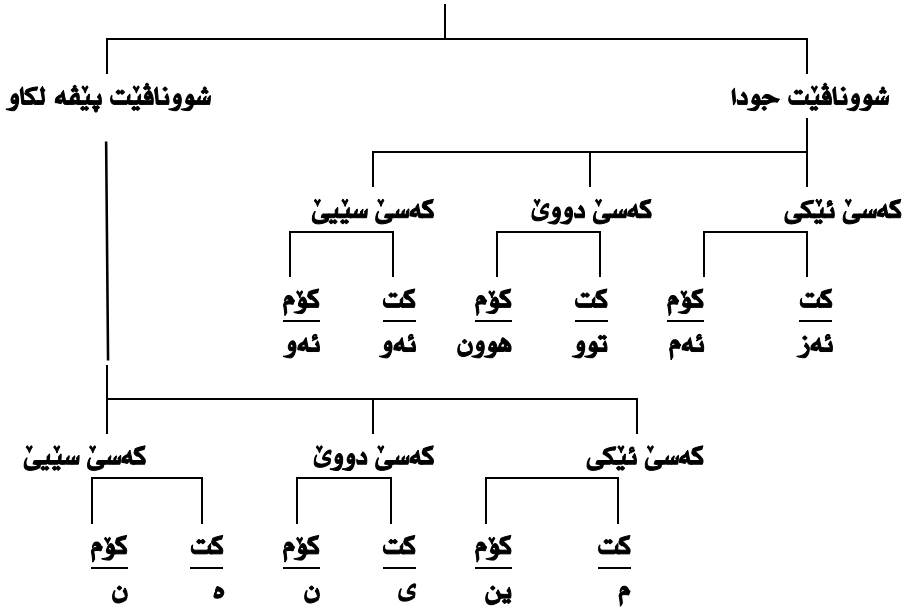 شووناڤێت جودا شووناڤێت پێڤه لکاو
کەسێ ئێکی کەسێ دووێ کەسێ سێیێ
کت کۆم کت کۆم کت کۆم
ئەز ئەم توو هوون ئەو ئەو
کەسێ ئێکی کەسێ دووێ کەسێ سێیێ
کت کۆم کت کۆم کت کۆم
م ین ی ن ه ن